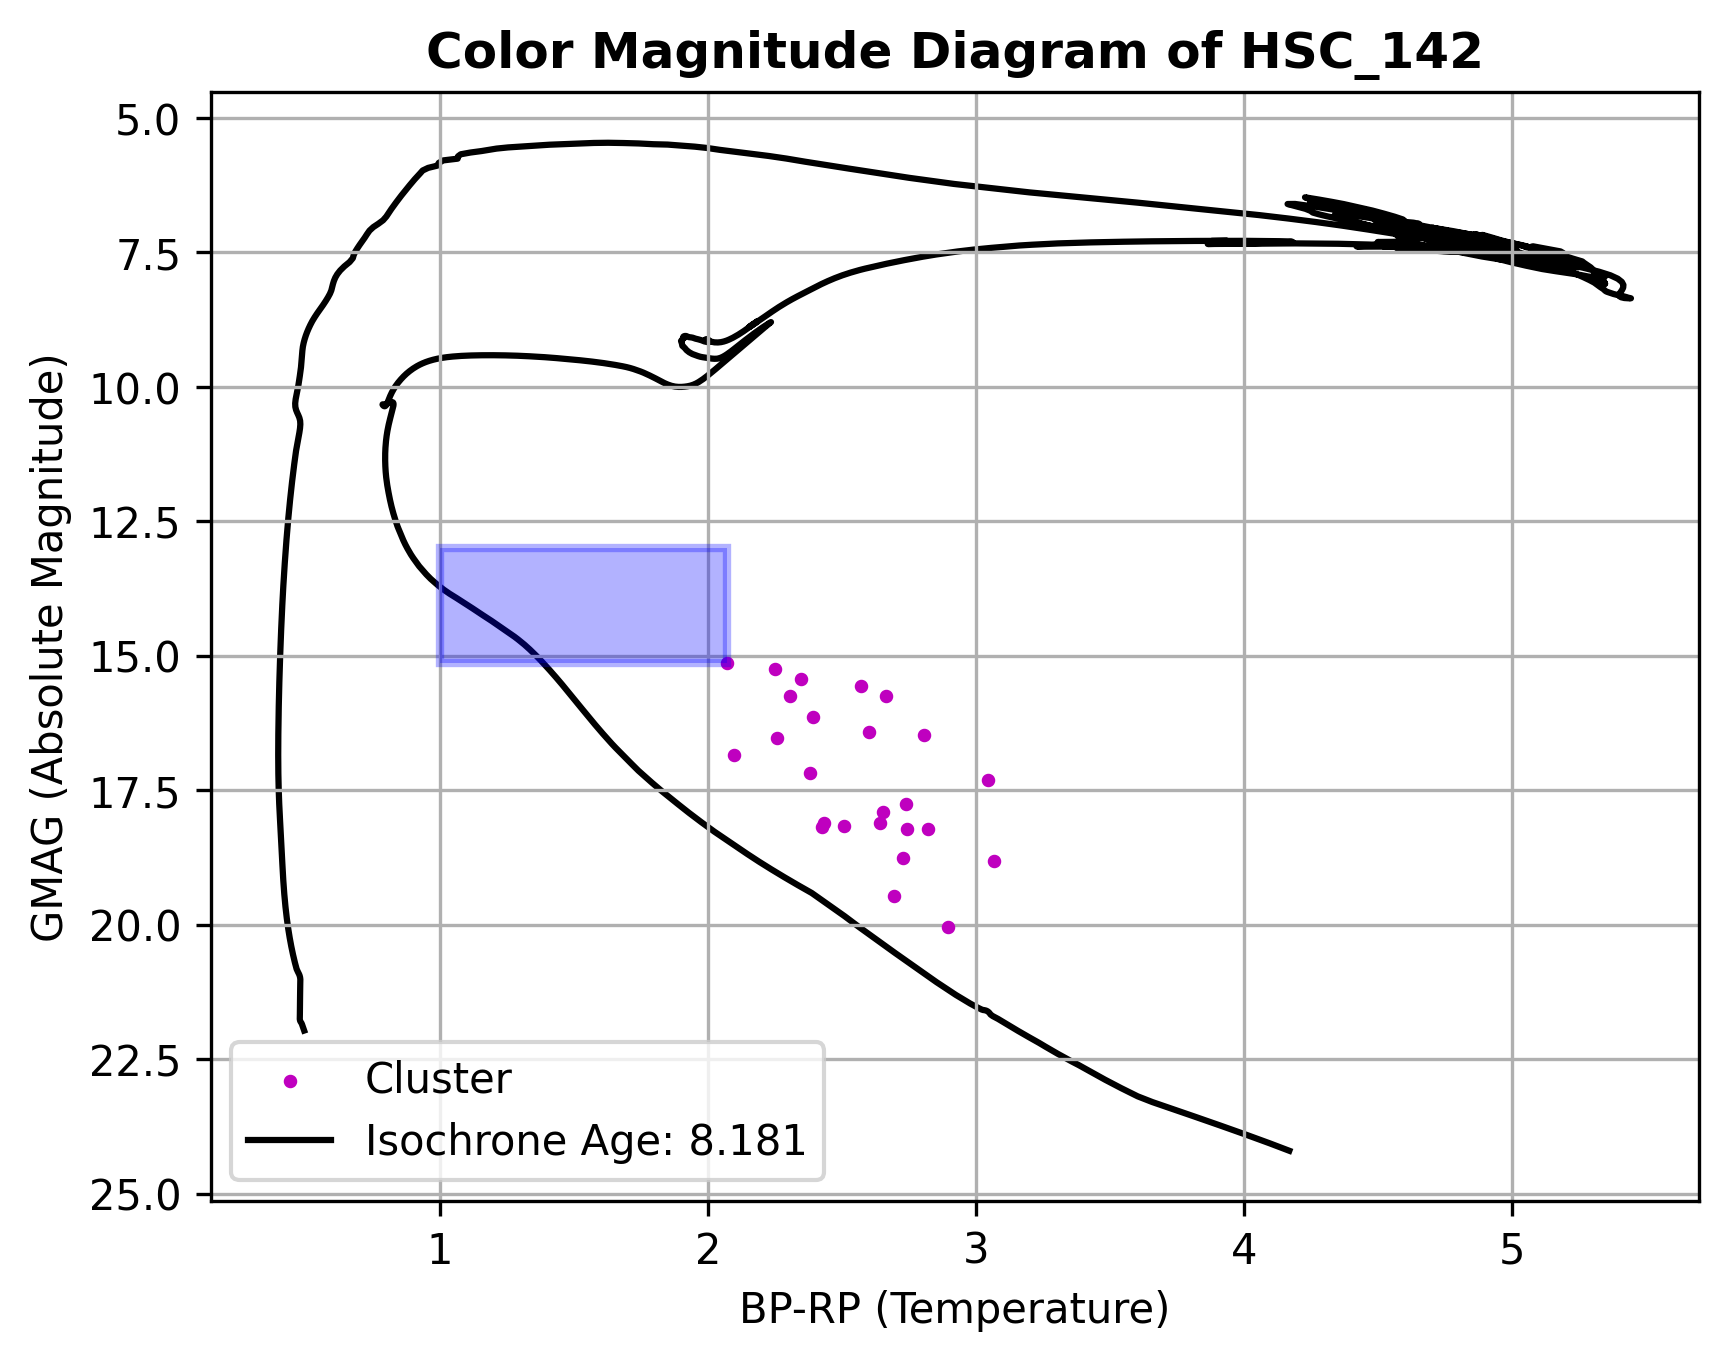 Color Magnitude Diagram of HSC_142
GMAG (Absolute Magnitude)
5.0
7.5
10.0
12.5
15.0
17.5
20.0
22.5
25.0
Cluster
Isochrone Age: 8.181
1 2 3 4 5
BP-RP (Temperature)